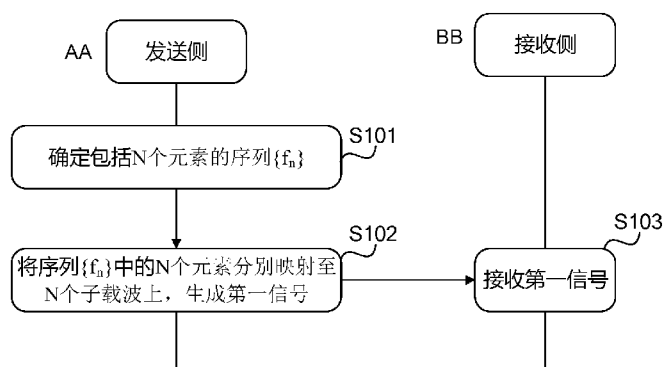 AA
发送侧
BB
接收侧
S101
确定包括N个元素的序列{fₙ}
S102
将序列{fₙ}中的N个元素分别映射至
N个子载波上，生成第一信号
S103
接收第一信号